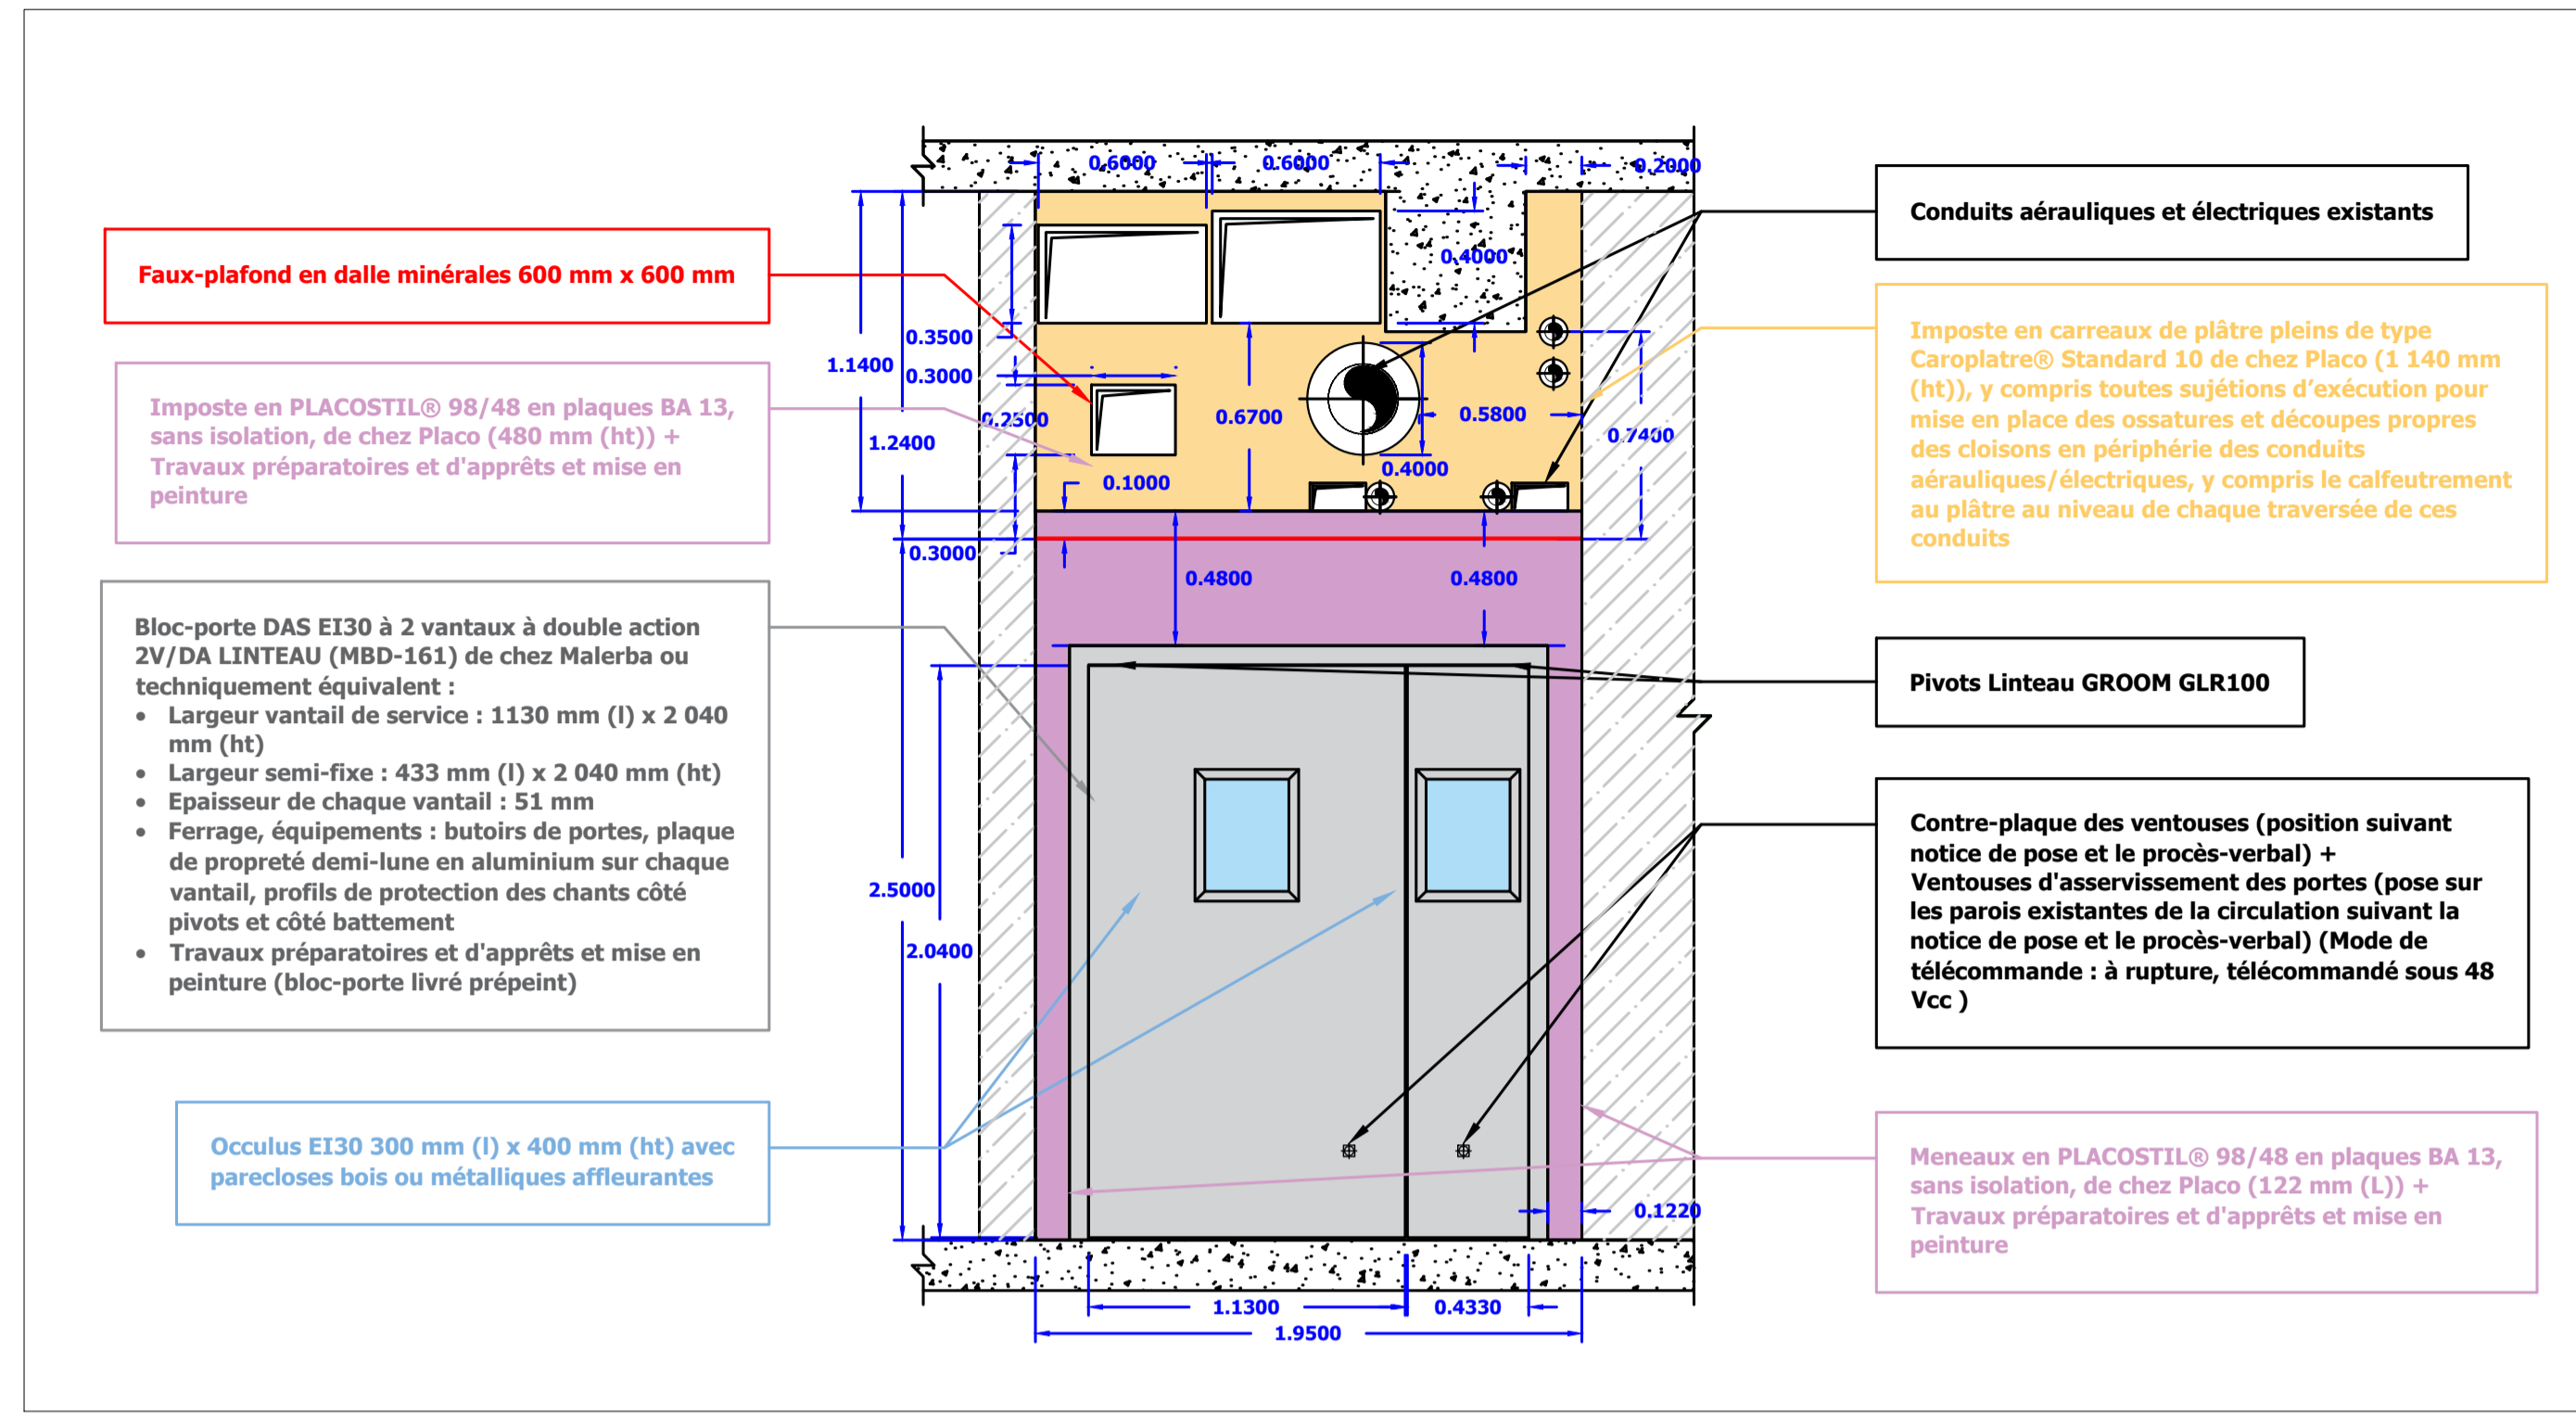 Faux-plafond en dalle minérales 600 mm x 600 mm
Imposte en PLACOSTIL® 98/48 en plaques BA 13,
sans isolation, de chez Placo (480 mm (ht)) +
Travaux préparatoires et d'apprêts et mise en
peinture
Bloc-porte DAS EI30 à 2 vantaux à double action
2V/DA LINTEAU (MBD-161) de chez Malerba ou
techniquement équivalent :
• Largeur vantail de service : 1130 mm (l) x 2 040
mm (ht)
• Largeur semi-fixe : 433 mm (l) x 2 040 mm (ht)
• Epaisseur de chaque vantail : 51 mm
• Ferrage, équipements : butoirs de portes, plaque
de propreté demi-lune en aluminium sur chaque
vantail, profils de protection des chants côté
pivots et côté battement
• Travaux préparatoires et d'apprêts et mise en
peinture (bloc-porte livré prépeint)
Occulus EI30 300 mm (l) x 400 mm (ht) avec
parecloses bois ou métalliques affleurantes
0.6000
0.6000
0.2000
0.4000
0.3500
1.1400
0.3000
0.2500
0.6700
0.5800
0.7400
1.2400
0.4000
0.1000
0.3000
0.4800
0.4800
2.5000
2.0400
0.1220
1.1300
0.4330
1.9500
Conduits aérauliques et électriques existants
Imposte en carreaux de plâtre pleins de type
Caroplatre® Standard 10 de chez Placo (1 140 mm
(ht)), y compris toutes sujétions d’exécution pour
mise en place des ossatures et découpes propres
des cloisons en périphérie des conduits
aérauliques/électriques, y compris le calfeutrement
au plâtre au niveau de chaque traversée de ces
conduits
Pivots Linteau GROOM GLR100
Contre-plaque des ventouses (position suivant
notice de pose et le procès-verbal) +
Ventouses d'asservissement des portes (pose sur
les parois existantes de la circulation suivant la
notice de pose et le procès-verbal) (Mode de
télécommande : à rupture, télécommandé sous 48
Vcc )
Meneaux en PLACOSTIL® 98/48 en plaques BA 13,
sans isolation, de chez Placo (122 mm (L)) +
Travaux préparatoires et d'apprêts et mise en
peinture